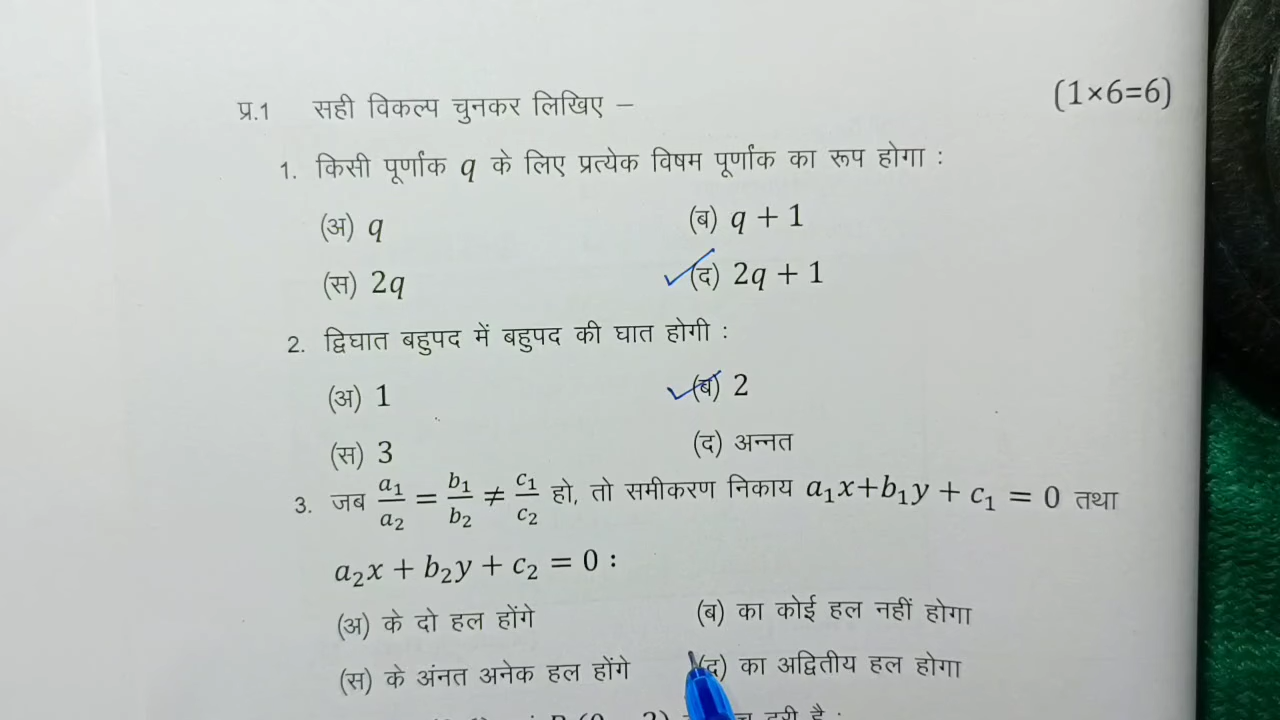 प्र.1 सही विकल्प चुनकर लिखिए – (1×6=6)
1. किसी पूर्णांक q के लिए प्रत्येक विषम पूर्णांक का रूप होगा :
(अ) q (ब) q + 1
(स) 2q (द) 2q + 1
2. द्विघात बहुपद में बहुपद की घात होगी :
(अ) 1 (ब) 2
(स) 3 (द) अन्नत
3. जब a₁/a₂ = b₁/b₂ ≠ c₁/c₂ हो, तो समीकरण निकाय a₁x+b₁y + c₁ = 0 तथा
a₂x + b₂y + c₂ = 0 :
(अ) के दो हल होंगे (ब) का कोई हल नहीं होगा
(स) के अंनत अनेक हल होंगे (द) का अद्वितीय हल होगा
दूरी है :